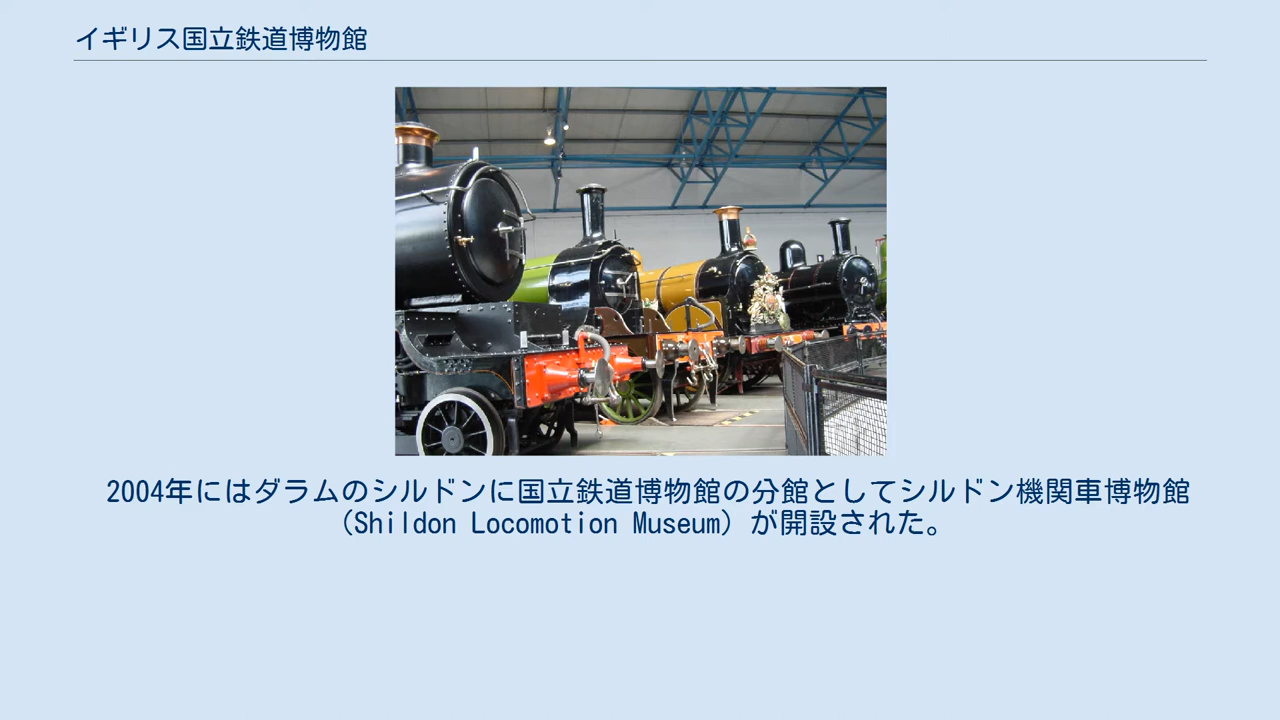 イギリス国立鉄道博物館
2004年にはダラムのシルドンに国立鉄道博物館の分館としてシルドン機関車博物館
（Shildon Locomotion Museum）が開設された。